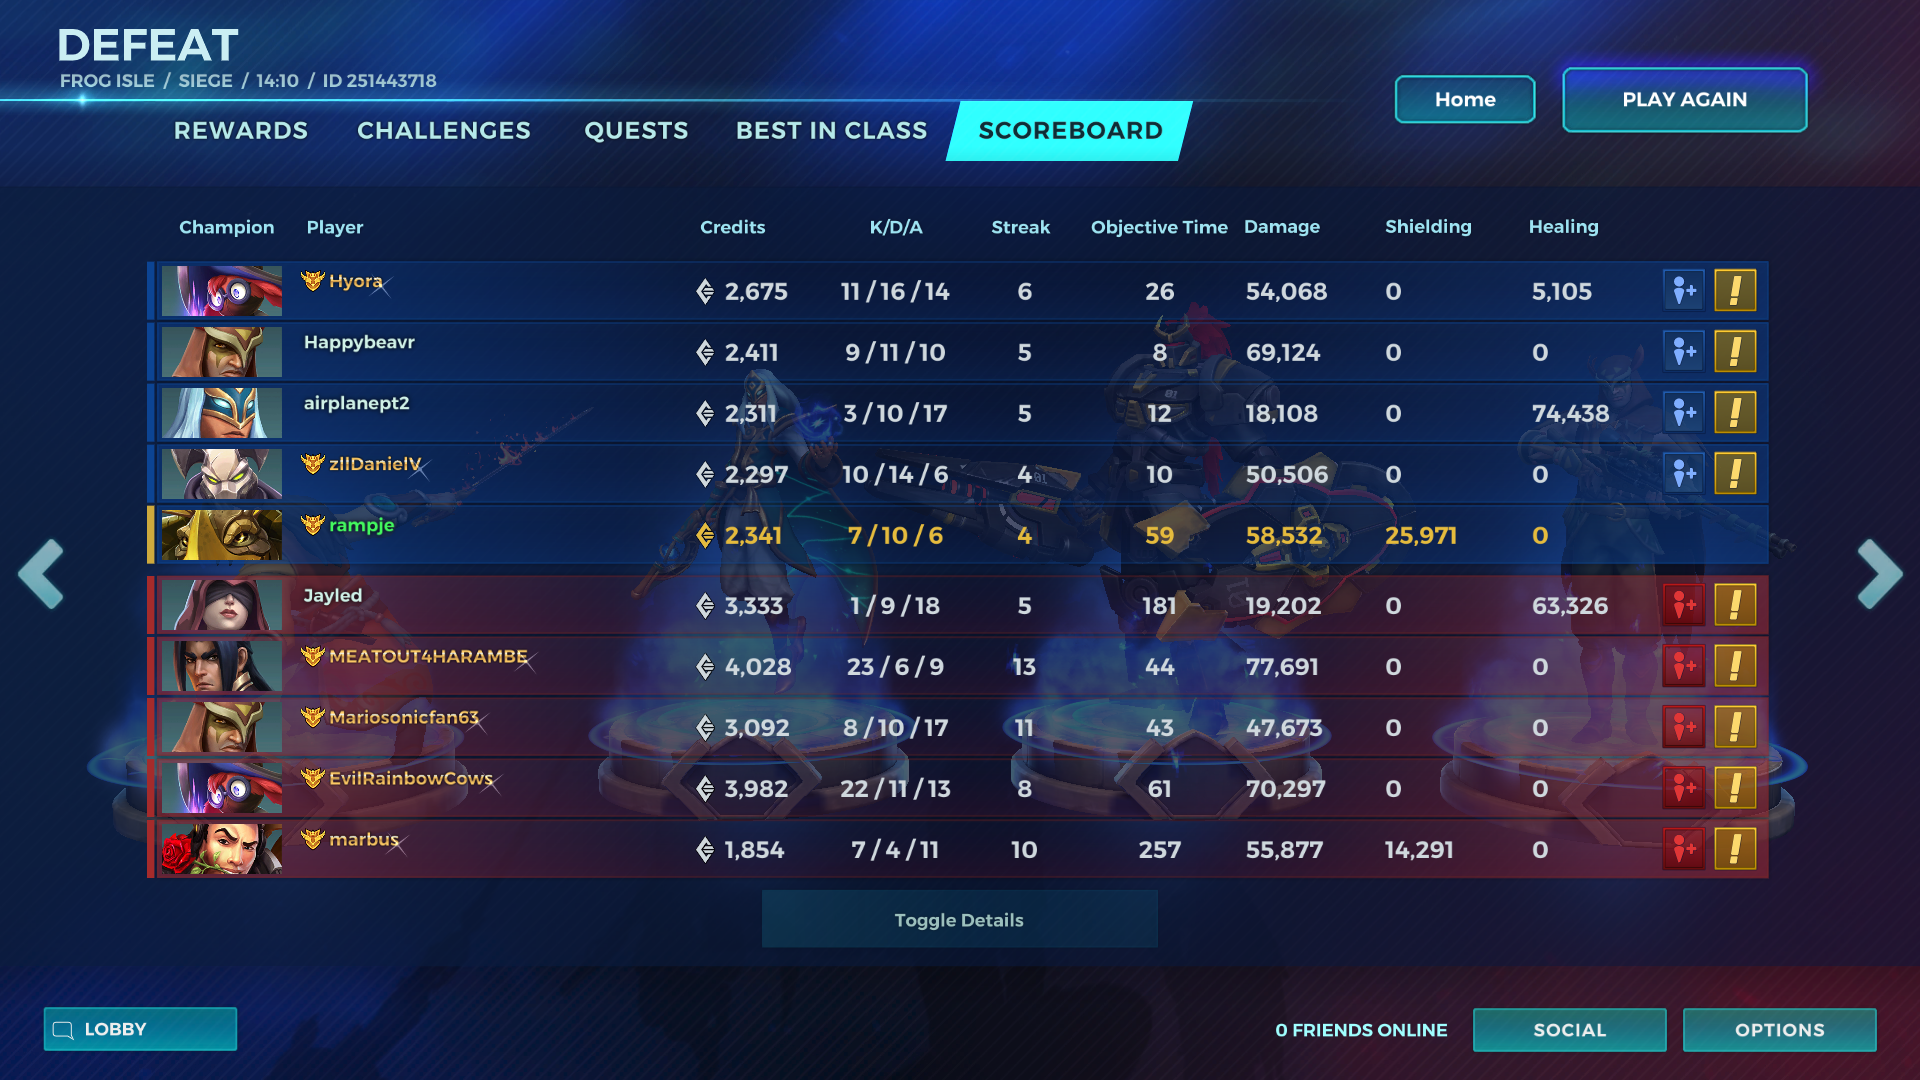 DEFEAT
FROG ISLE / SIEGE / 14:10 / ID 251443718
Home
PLAY AGAIN
REWARDS CHALLENGES QUESTS BEST IN CLASS SCOREBOARD
Champion Player Credits K/D/A Streak Objective Time Damage Shielding Healing
Hyora 2,675 11 / 16 / 14 6 26 54,068 0 5,105
Happybeavr 2,411 9 / 11 / 10 5 8 69,124 0 0
airplanept2 2,311 3 / 10 / 17 5 12 18,108 0 74,438
zllDanielV 2,297 10 / 14 / 6 4 10 50,506 0 0
rampje 2,341 7 / 10 / 6 4 59 58,532 25,971 0
Jayled 3,333 1 / 9 / 18 5 181 19,202 0 63,326
MEATOUT4HARAMBE 4,028 23 / 6 / 9 13 44 77,691 0 0
Mariosonicfan63 3,092 8 / 10 / 17 11 43 47,673 0 0
EvilRainbowCows 3,982 22 / 11 / 13 8 61 70,297 0 0
marbus 1,854 7 / 4 / 11 10 257 55,877 14,291 0
Toggle Details
LOBBY
0 FRIENDS ONLINE
SOCIAL
OPTIONS